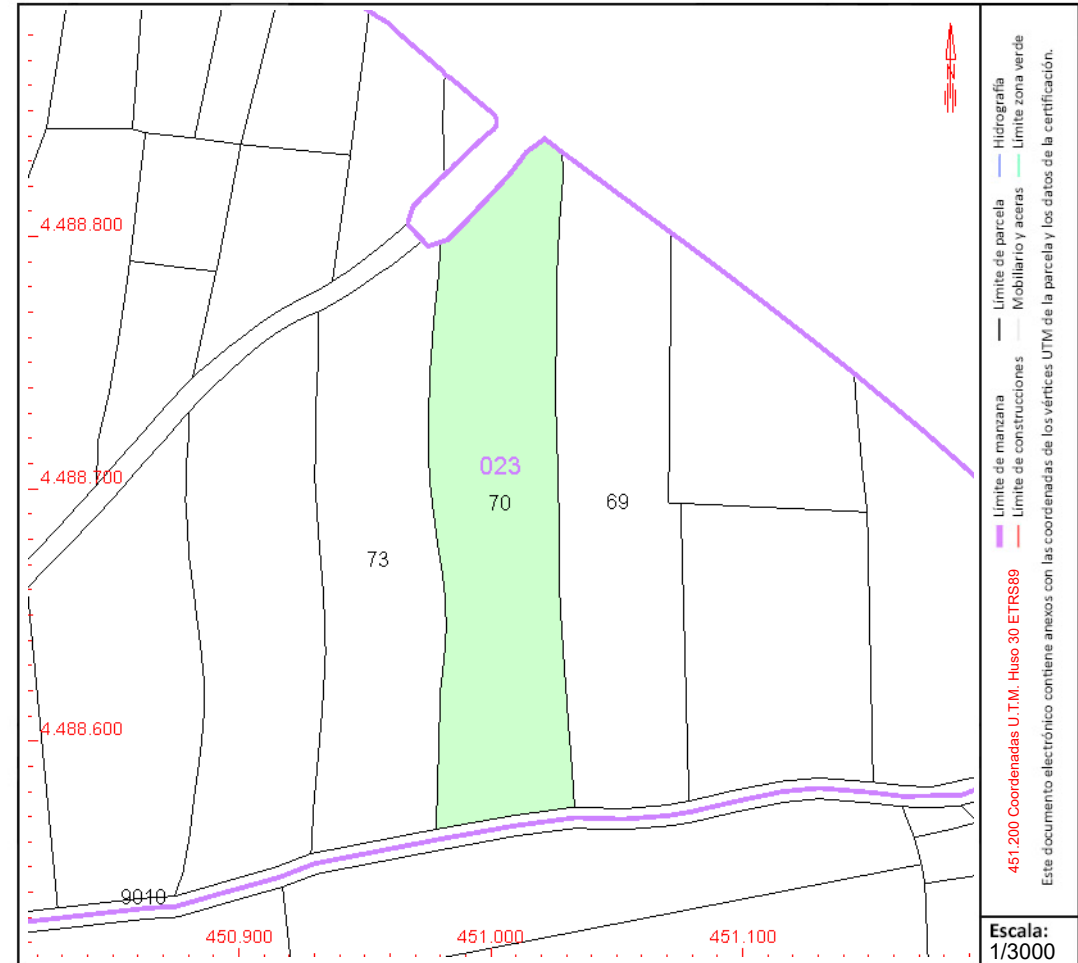 4.488.800
4.488.700
4.488.600
023
70
69
73
9010
450.900
451.000
451.100
N
Hidrografía
Límite zona verde
Límite de parcela
Mobiliario y aceras
Límite de manzana
Límite de construcciones
451.200 Coordenadas U.T.M. Huso 30 ETRS89
Este documento electrónico contiene anexos con las coordenadas de los vértices UTM de la parcela y los datos de la certificación.
Escala:
1/3000